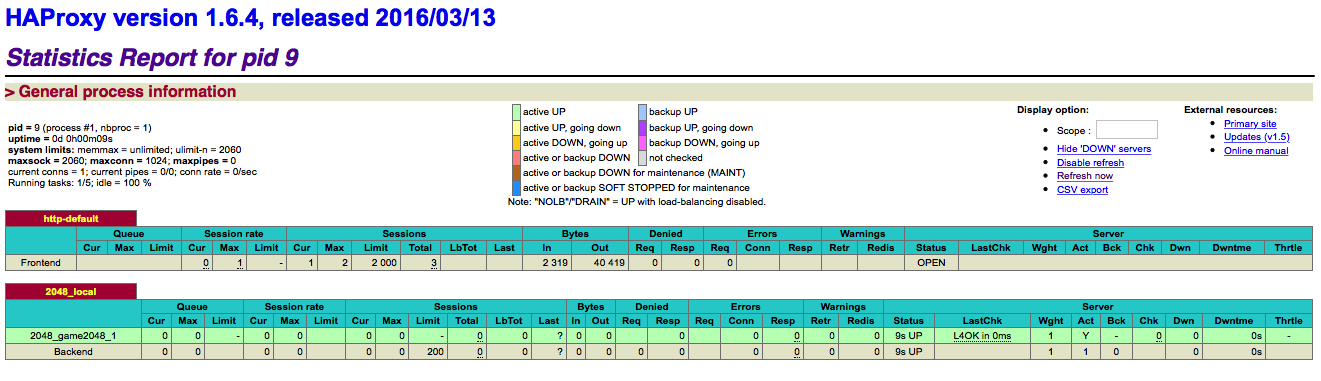 HAProxy version 1.6.4, released 2016/03/13
Statistics Report for pid 9
> General process information
pid = 9 (process #1, nbproc = 1)
uptime = 0d 0h00m09s
system limits: memmax = unlimited; ulimit-n = 2060
maxsock = 2060; maxconn = 1024; maxpipes = 0
current conns = 1; current pipes = 0/0; conn rate = 0/sec
Running tasks: 1/5; idle = 100 %
active UP backup UP
active UP, going down backup UP, going down
active DOWN, going up backup DOWN, going up
active or backup DOWN not checked
active or backup DOWN for maintenance (MAINT)
active or backup SOFT STOPPED for maintenance
Note: "NOLB"/"DRAIN" = UP with load-balancing disabled.
Display option:
Scope :
Hide 'DOWN' servers
Disable refresh
Refresh now
CSV export
External resources:
Primary site
Updates (v1.5)
Online manual
http-default
Queue Session rate Sessions Bytes Denied Errors Warnings Server
Cur Max Limit Cur Max Limit Cur Max Limit Total LbTot Last In Out Req Resp Req Conn Resp Retr Redis Status LastChk Wght Act Bck Chk Dwn Dwntme Thrtle
Frontend 0 1 - 1 2 2 000 3 2 319 40 419 0 0 0 OPEN
2048_local
Queue Session rate Sessions Bytes Denied Errors Warnings Server
Cur Max Limit Cur Max Limit Cur Max Limit Total LbTot Last In Out Req Resp Req Conn Resp Retr Redis Status LastChk Wght Act Bck Chk Dwn Dwntme Thrtle
2048_game2048_1 0 0 - 0 0 0 0 - 0 0 ? 0 0 0 0 0 0 0 9s UP L4OK in 0ms 1 Y - 0 0 0s -
Backend 0 0 0 0 0 0 200 0 0 ? 0 0 0 0 0 0 0 0 9s UP 1 1 0 0 0s